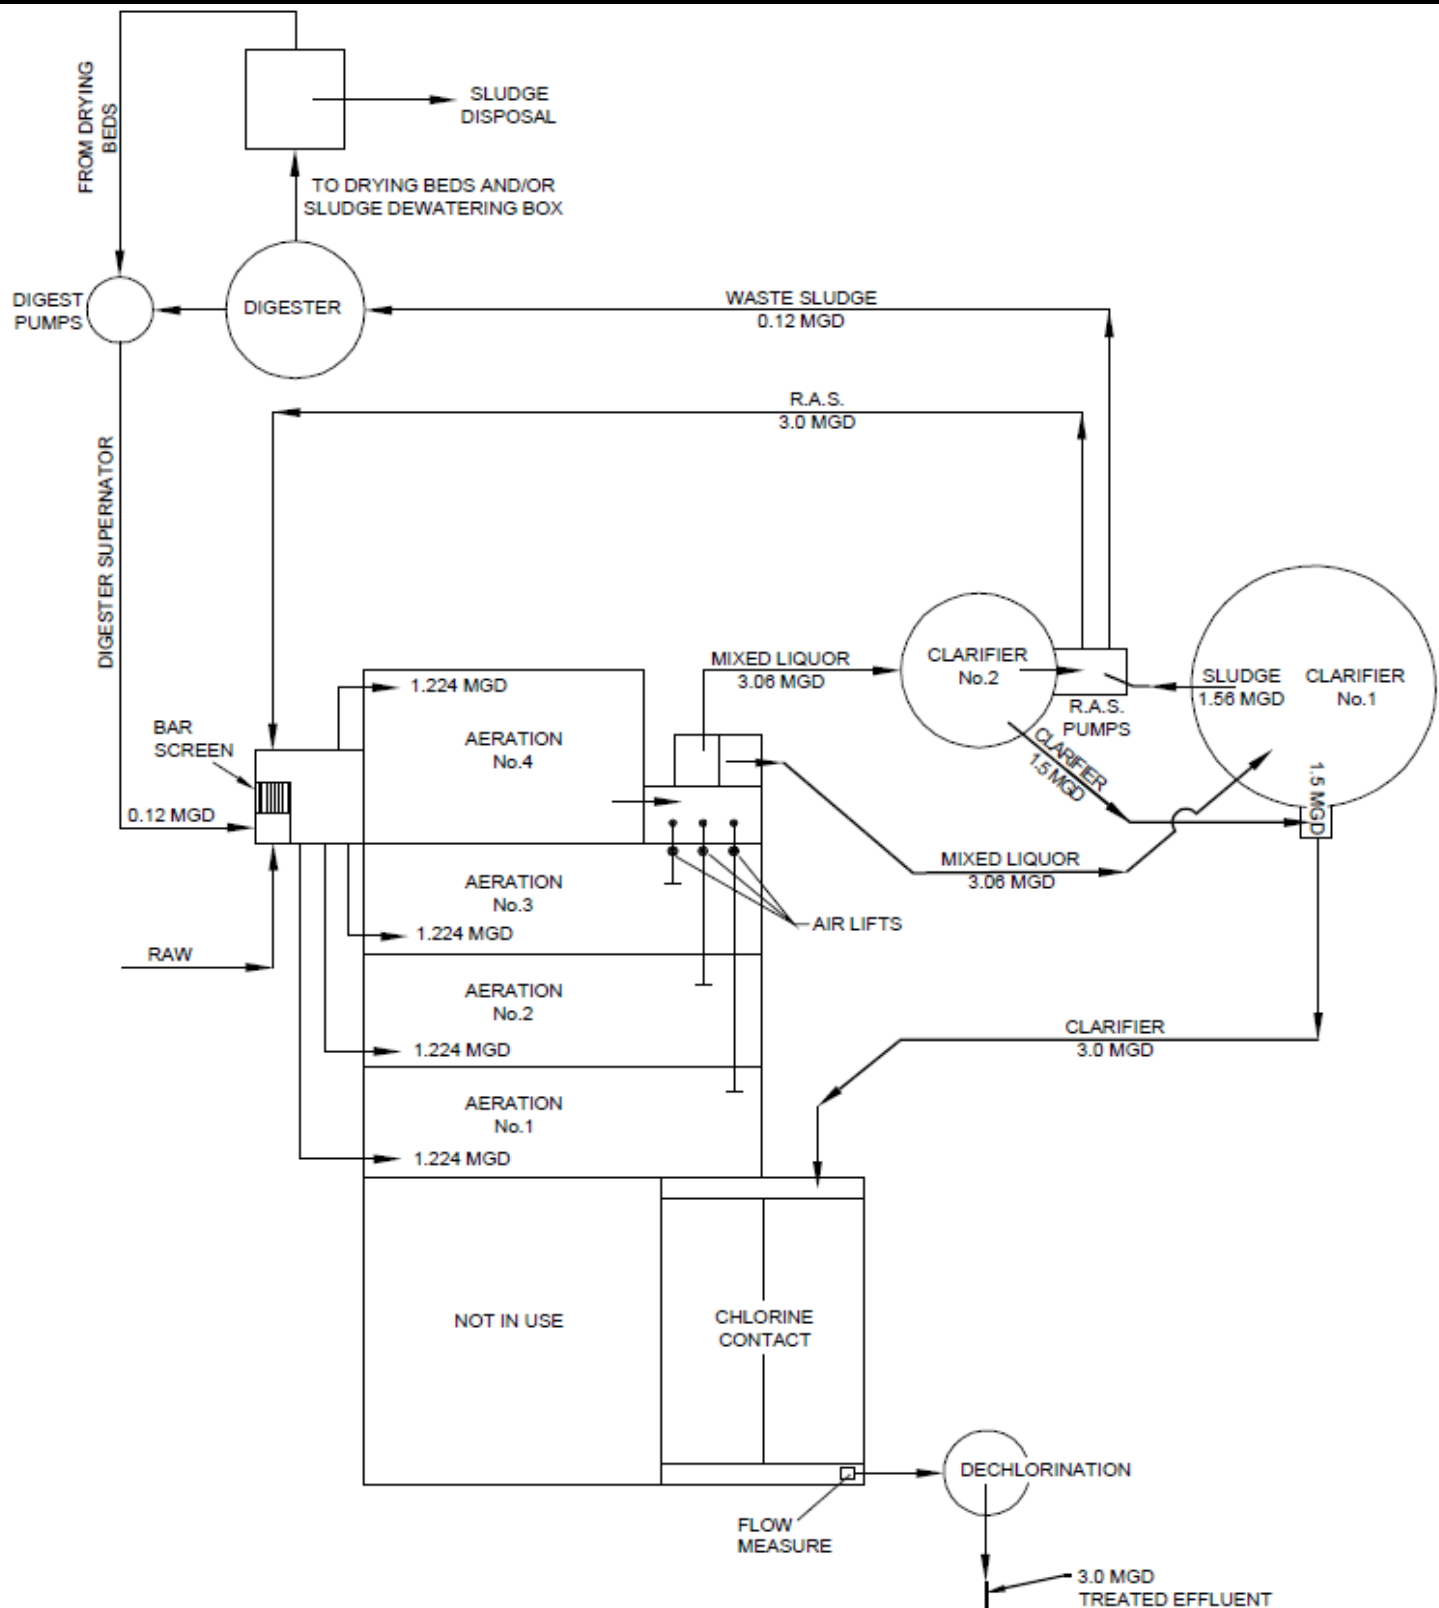 FROM DRYING
BEDS
SLUDGE
DISPOSAL
TO DRYING BEDS AND/OR
SLUDGE DEWATERING BOX
DIGEST
PUMPS
DIGESTER
WASTE SLUDGE
0.12 MGD
R.A.S.
3.0 MGD
DIGESTER SUPERNATOR
MIXED LIQUOR
3.06 MGD
CLARIFIER
No.2
R.A.S.
PUMPS
SLUDGE
1.56 MGD
CLARIFIER
No.1
1.224 MGD
BAR
SCREEN
AERATION
No.4
CLARIFIER
1.5 MGD
1.5 MGD
0.12 MGD
MIXED LIQUOR
3.06 MGD
AERATION
No.3
1.224 MGD
AIR LIFTS
RAW
AERATION
No.2
1.224 MGD
CLARIFIER
3.0 MGD
AERATION
No.1
1.224 MGD
NOT IN USE
CHLORINE
CONTACT
DECHLORINATION
FLOW
MEASURE
3.0 MGD
TREATED EFFLUENT